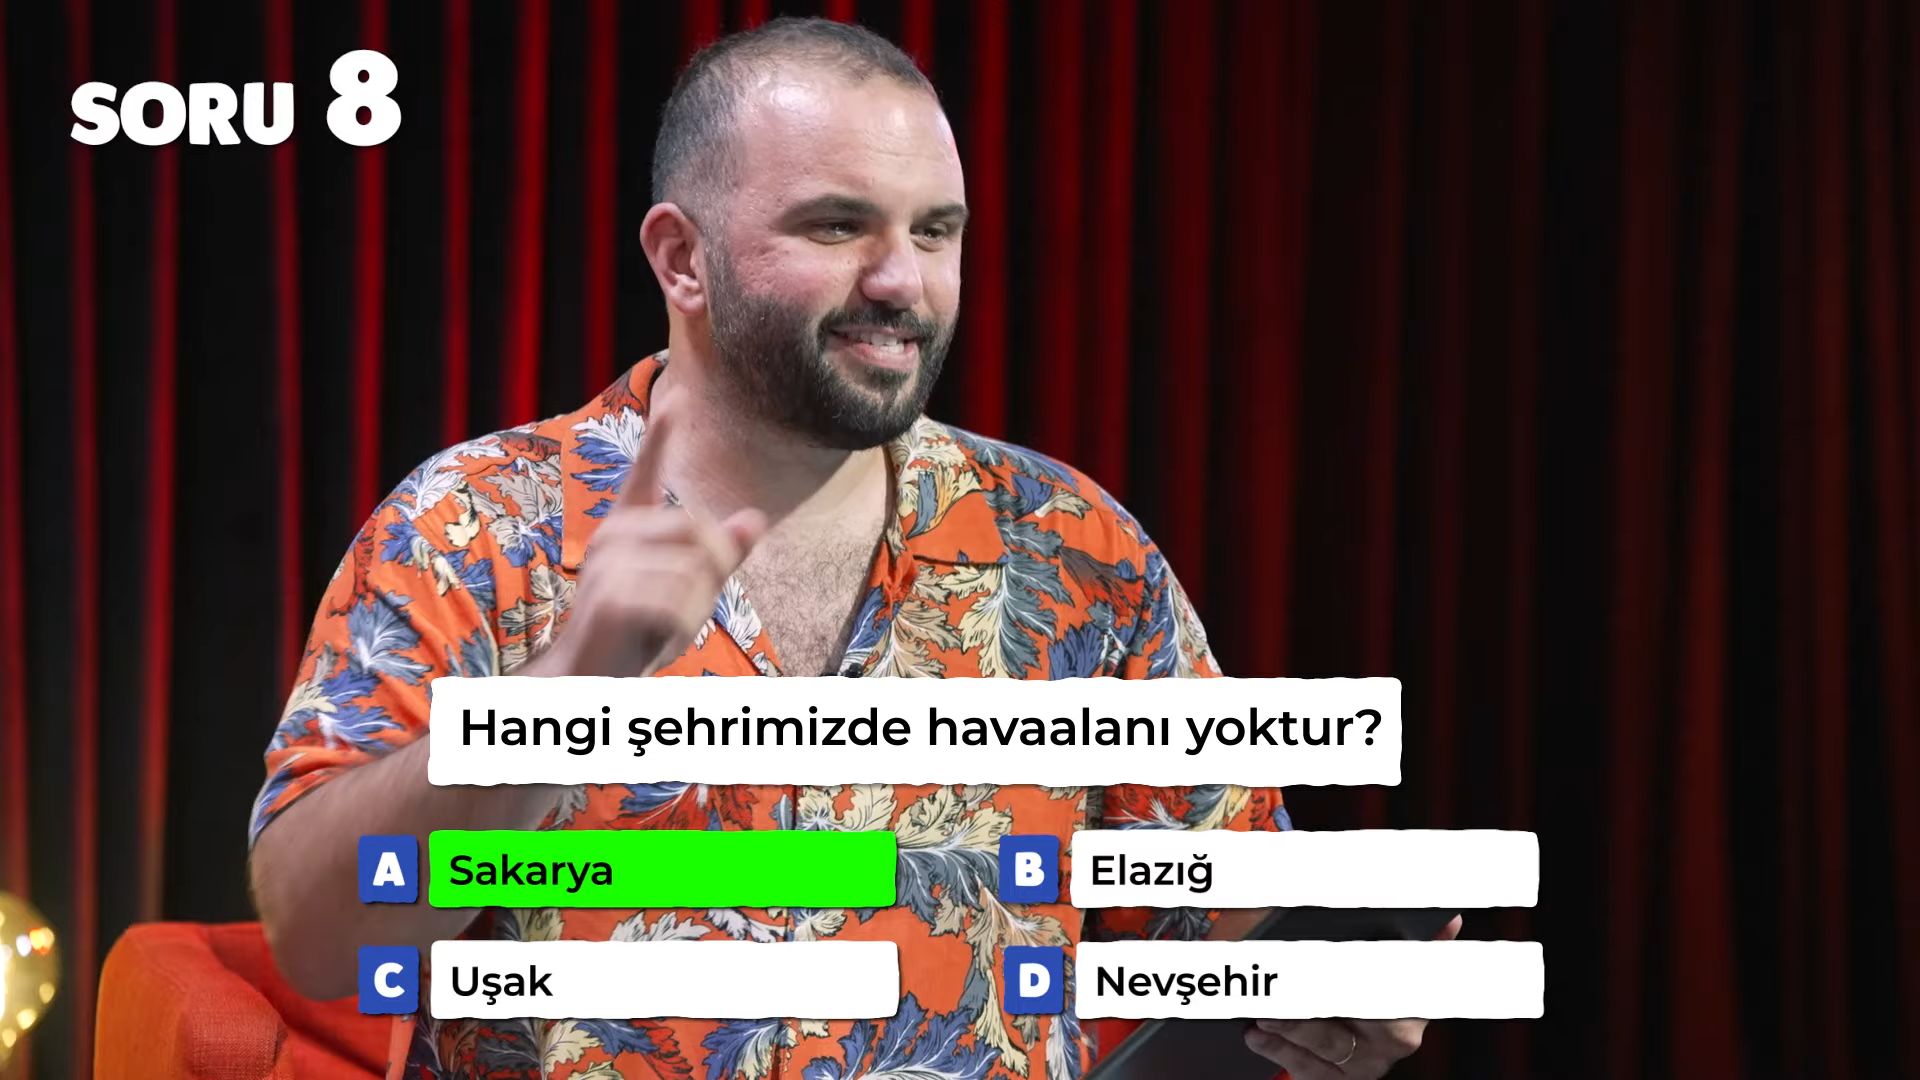 SORU 8
Hangi şehrimizde havaalanı yoktur?
A Sakarya
B Elazığ
C Uşak
D Nevşehir